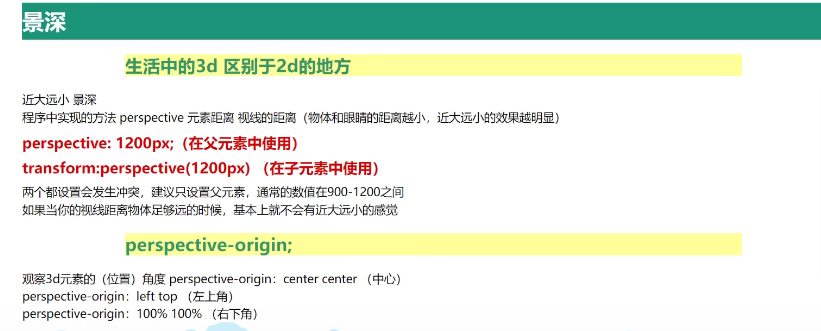 景深
生活中的3d 区别于2d的地方
近大远小 景深
程序中实现的方法 perspective 元素距离 视线的距离（物体和眼睛的距离越小，近大远小的效果越明显）
perspective: 1200px;（在父元素中使用）
transform:perspective(1200px) （在子元素中使用）
两个都设置会发生冲突，建议只设置父元素，通常的数值在900-1200之间
如果当你的视线距离物体足够远的时候，基本上就不会有近大远小的感觉
perspective-origin;
观察3d元素的（位置）角度 perspective-origin：center center （中心）
perspective-origin：left top （左上角）
perspective-origin：100% 100% （右下角）